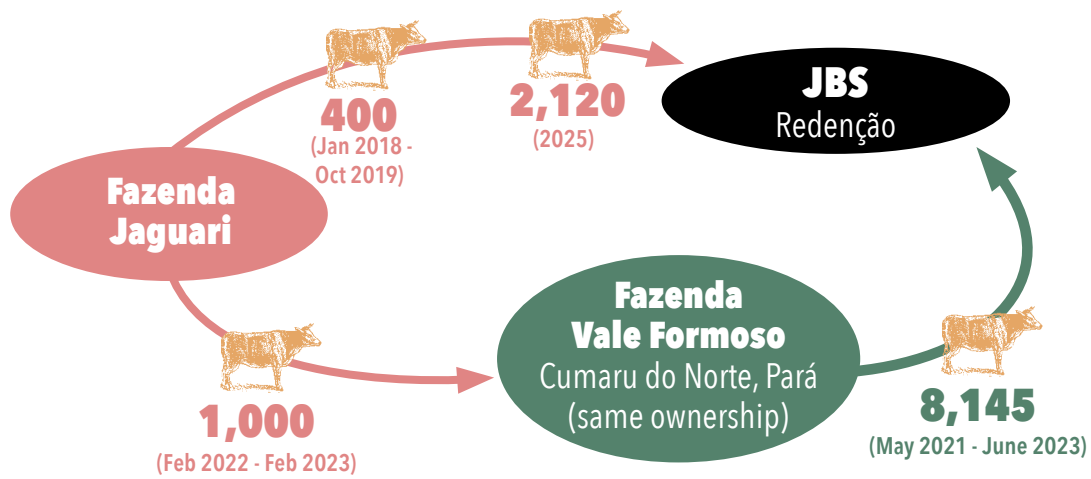 400
(Jan 2018 -
Oct 2019)
2,120
(2025)
JBS
Redenção
Fazenda
Jaguari
Fazenda
Vale Formoso
Cumaru do Norte, Pará
(same ownership)
1,000
(Feb 2022 - Feb 2023)
8,145
(May 2021 - June 2023)